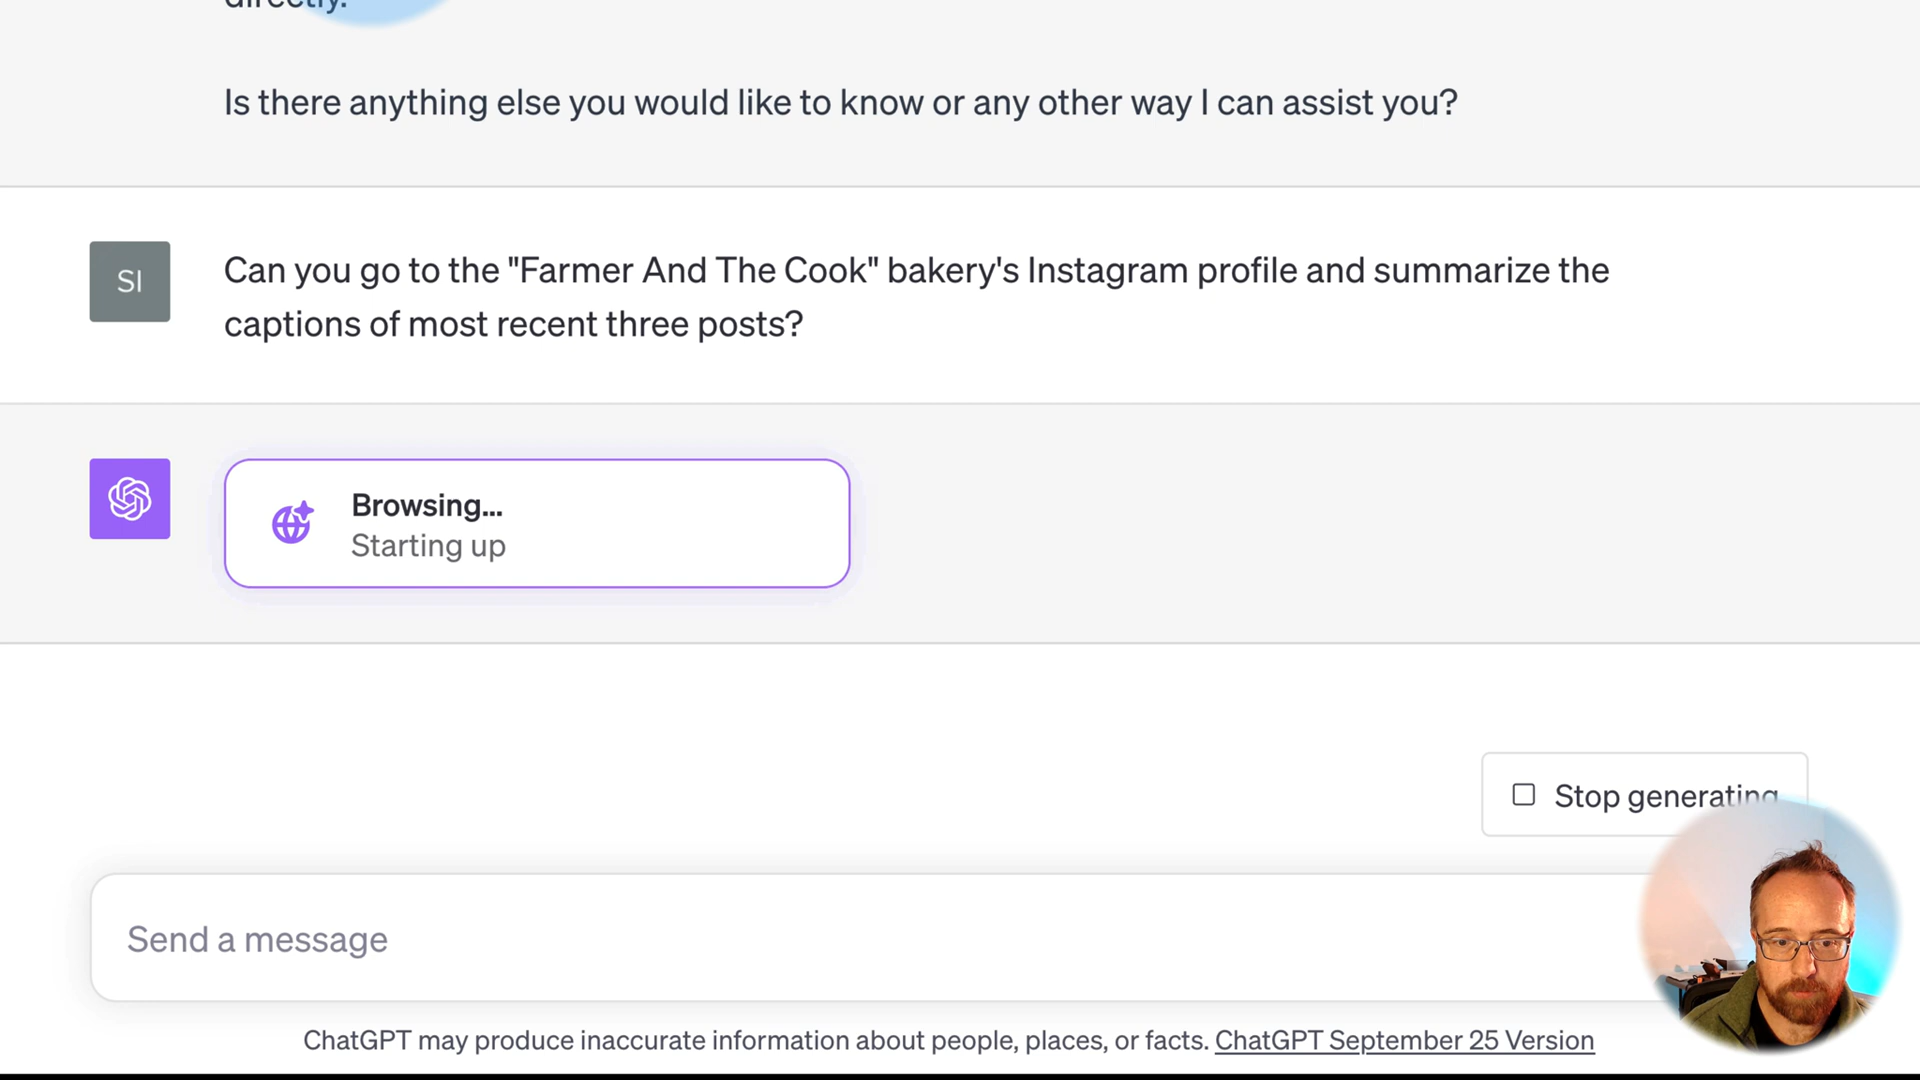 directly.
Is there anything else you would like to know or any other way I can assist you?
SI
Can you go to the "Farmer And The Cook" bakery's Instagram profile and summarize the
captions of most recent three posts?
Browsing...
Starting up
Stop generating
Send a message
ChatGPT may produce inaccurate information about people, places, or facts. ChatGPT September 25 Version